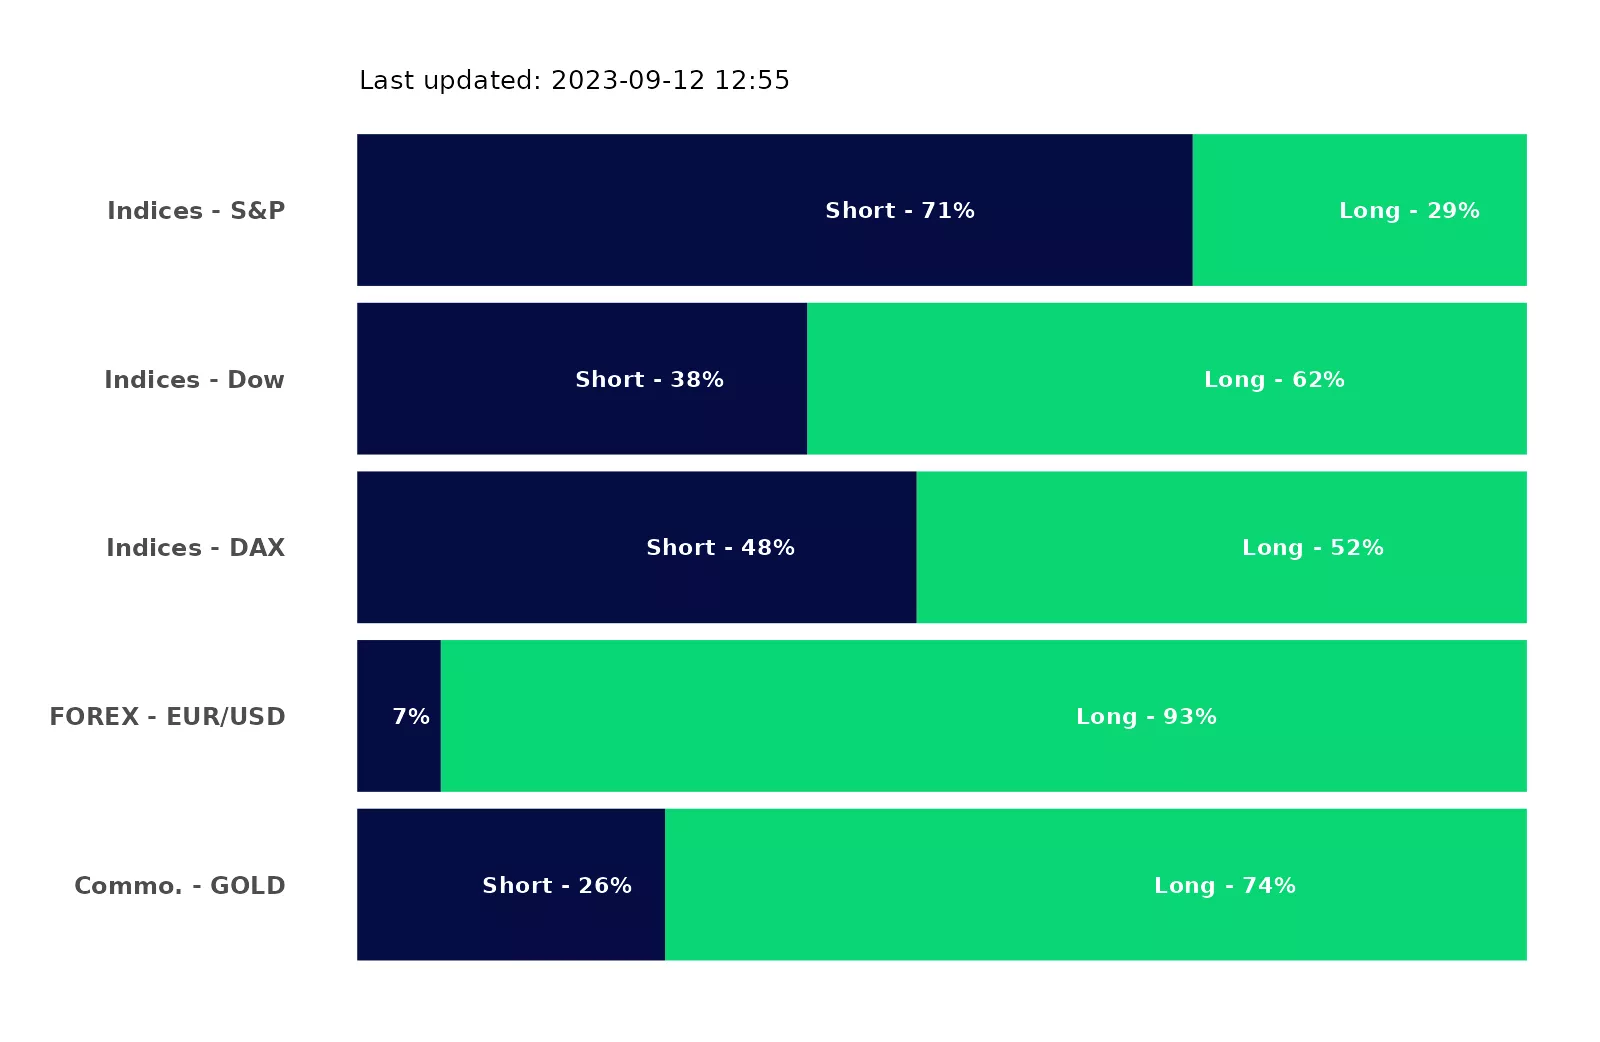 Last updated: 2023-09-12 12:55
Indices - S&P Short - 71% Long - 29%
Indices - Dow Short - 38% Long - 62%
Indices - DAX Short - 48% Long - 52%
FOREX - EUR/USD 7% Long - 93%
Commo. - GOLD Short - 26% Long - 74%